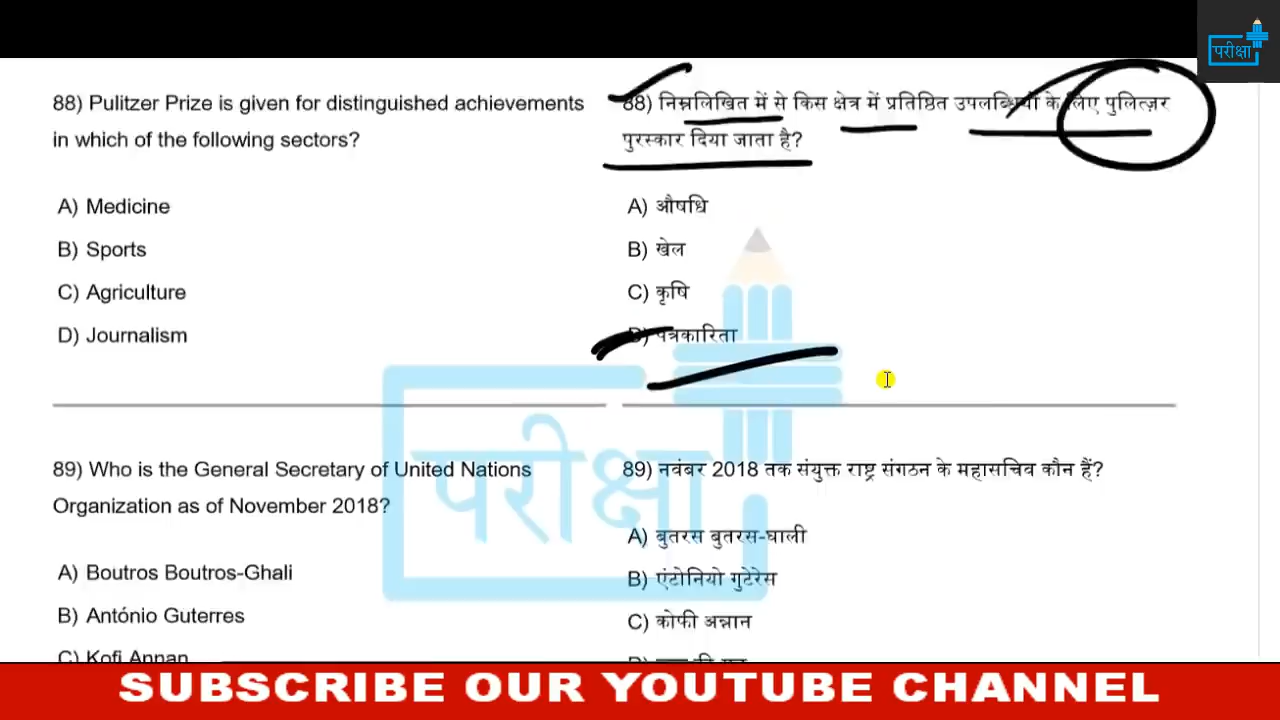 परीक्षा
88) Pulitzer Prize is given for distinguished achievements
in which of the following sectors?
A) Medicine
B) Sports
C) Agriculture
D) Journalism
88) निम्नलिखित में से किस क्षेत्र में प्रतिष्ठित उपलब्धियों के लिए पुलित्ज़र
पुरस्कार दिया जाता है?
A) औषधि
B) खेल
C) कृषि
D) पत्रकारिता
परीक्षा
89) Who is the General Secretary of United Nations
Organization as of November 2018?
A) Boutros Boutros-Ghali
B) António Guterres
C) Kofi Annan
89) नवंबर 2018 तक संयुक्त राष्ट्र संगठन के महासचिव कौन हैं?
A) बुतरस बुतरस-घाली
B) एंटोनियो गुटेरेस
C) कोफी अन्नान
SUBSCRIBE OUR YOUTUBE CHANNEL